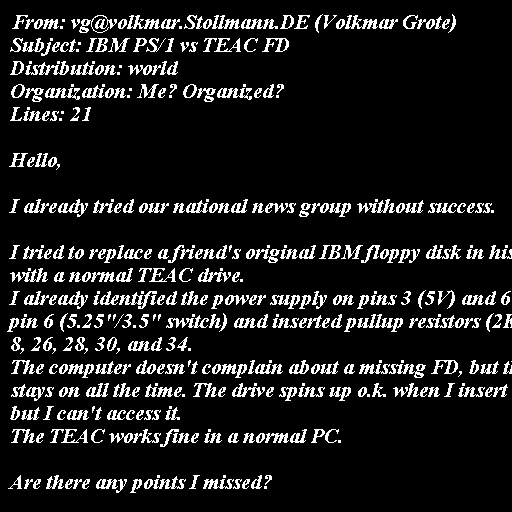 From: vg@volkmar.Stollmann.DE (Volkmar Grote)
Subject: IBM PS/1 vs TEAC FD
Distribution: world
Organization: Me? Organized?
Lines: 21

Hello,

I already tried our national news group without success.

I tried to replace a friend's original IBM floppy disk in his
with a normal TEAC drive.
I already identified the power supply on pins 3 (5V) and 6
pin 6 (5.25"/3.5" switch) and inserted pullup resistors (2K
8, 26, 28, 30, and 34.
The computer doesn't complain about a missing FD, but
stays on all the time. The drive spins up o.k. when I insert
but I can't access it.
The TEAC works fine in a normal PC.

Are there any points I missed?